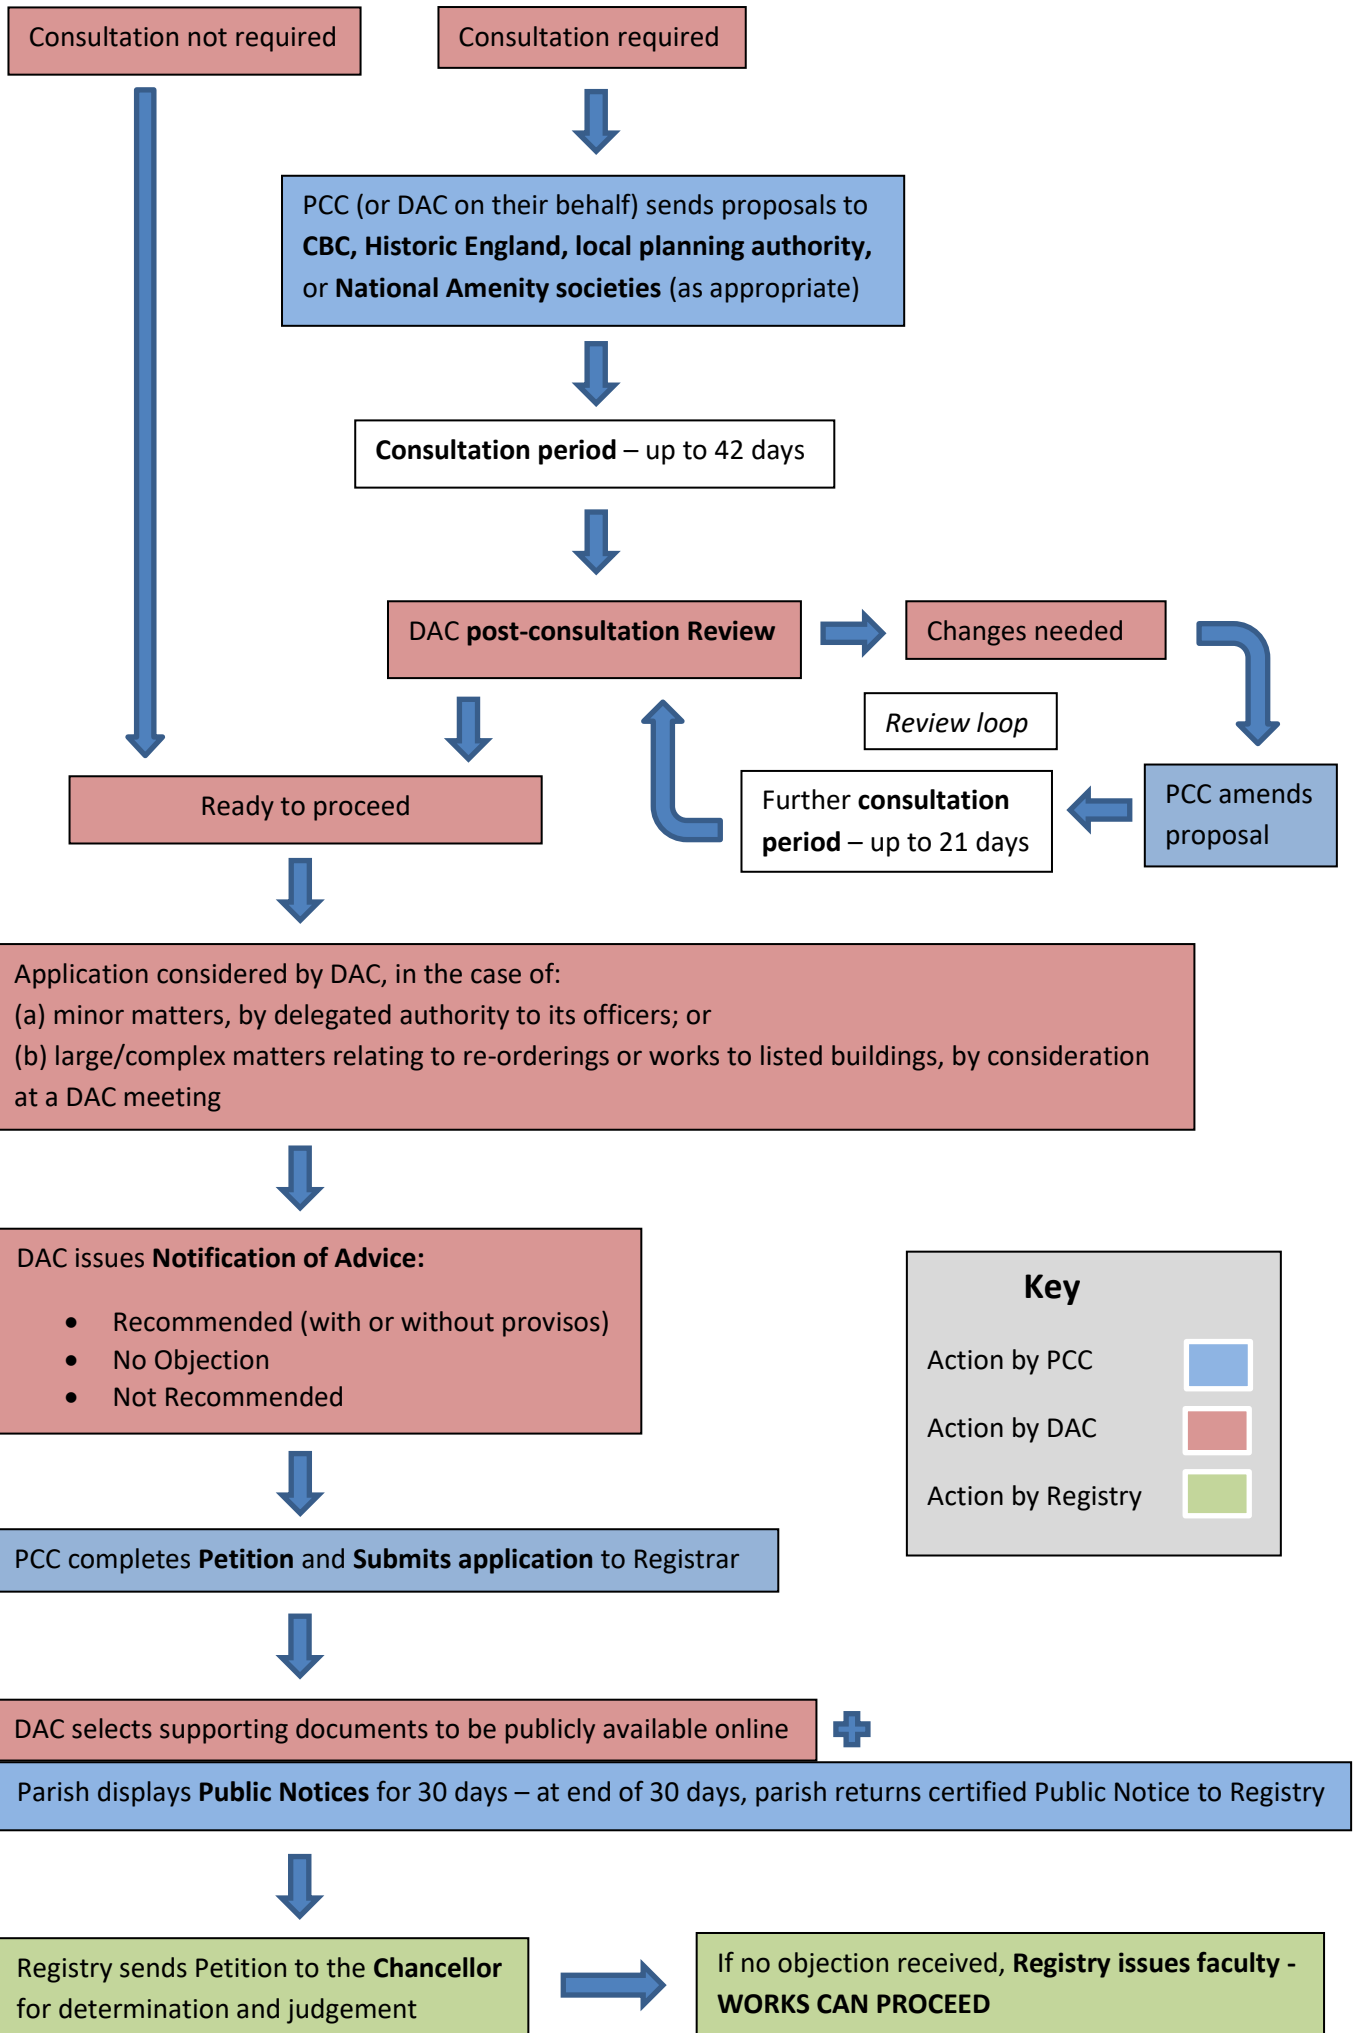 Consultation not required
Consultation required
PCC (or DAC on their behalf) sends proposals to
CBC, Historic England, local planning authority,
or National Amenity societies (as appropriate)
Consultation period – up to 42 days
DAC post-consultation Review
Changes needed
Review loop
Ready to proceed
Further consultation
period – up to 21 days
PCC amends
proposal
Application considered by DAC, in the case of:
(a) minor matters, by delegated authority to its officers; or
(b) large/complex matters relating to re-orderings or works to listed buildings, by consideration
at a DAC meeting
DAC issues Notification of Advice:
• Recommended (with or without provisos)
• No Objection
• Not Recommended
Key
Action by PCC
Action by DAC
Action by Registry
PCC completes Petition and Submits application to Registrar
DAC selects supporting documents to be publicly available online
Parish displays Public Notices for 30 days – at end of 30 days, parish returns certified Public Notice to Registry
Registry sends Petition to the Chancellor
for determination and judgement
If no objection received, Registry issues faculty -
WORKS CAN PROCEED